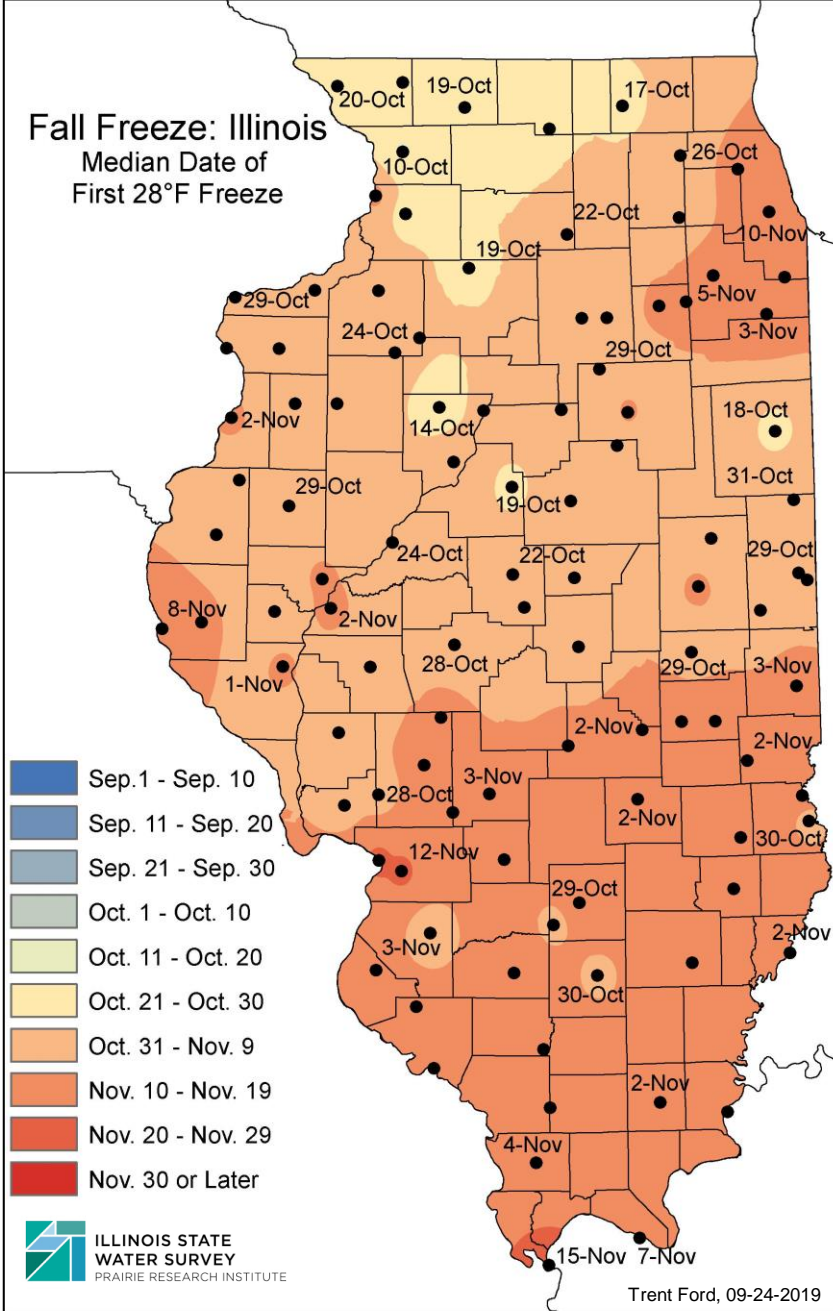 Fall Freeze: Illinois
Median Date of
First 28°F Freeze
20-Oct
19-Oct
17-Oct
10-Oct
26-Oct
22-Oct
10-Nov
19-Oct
29-Oct
5-Nov
24-Oct
3-Nov
29-Oct
2-Nov
14-Oct
18-Oct
31-Oct
29-Oct
19-Oct
24-Oct
22-Oct
29-Oct
8-Nov
2-Nov
28-Oct
29-Oct
3-Nov
1-Nov
2-Nov
2-Nov
3-Nov
28-Oct
2-Nov
30-Oct
12-Nov
29-Oct
2-Nov
3-Nov
30-Oct
2-Nov
4-Nov
15-Nov
7-Nov
Sep.1 - Sep. 10
Sep. 11 - Sep. 20
Sep. 21 - Sep. 30
Oct. 1 - Oct. 10
Oct. 11 - Oct. 20
Oct. 21 - Oct. 30
Oct. 31 - Nov. 9
Nov. 10 - Nov. 19
Nov. 20 - Nov. 29
Nov. 30 or Later
ILLINOIS STATE
WATER SURVEY
PRAIRIE RESEARCH INSTITUTE
Trent Ford, 09-24-2019